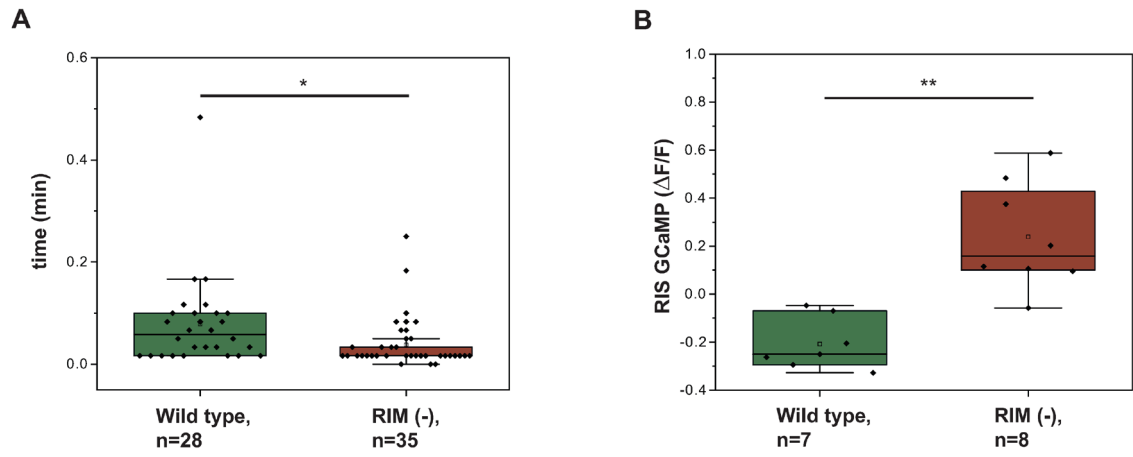 A
B
time (min)
0.6
0.4
0.2
0.0
*
Wild type,
n=28
RIM (-),
n=35
RIS GCaMP (ΔF/F)
1.0
0.8
0.6
0.4
0.2
0.0
-0.2
-0.4
**
Wild type,
n=7
RIM (-),
n=8